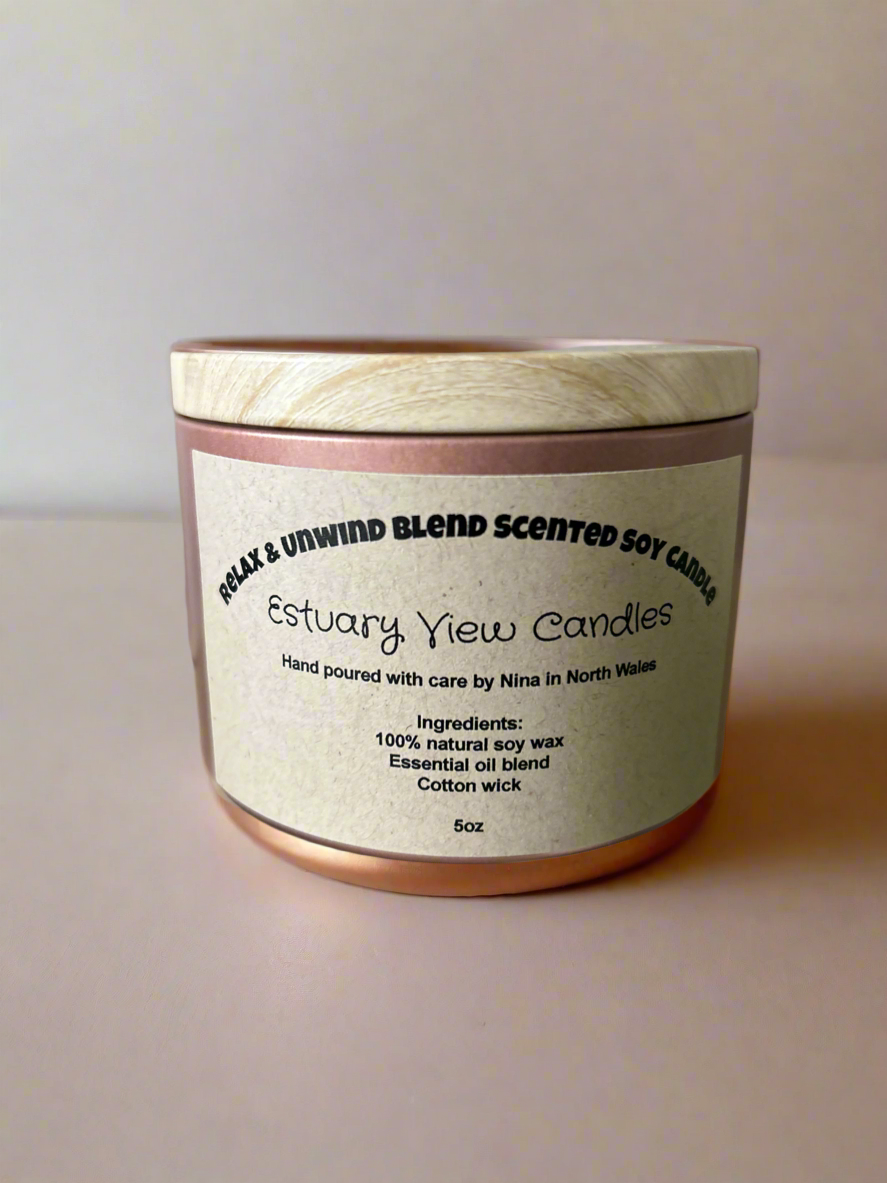 Relax & Unwind Blend Scented Soy Candle
Estuary View Candles
Hand poured with care by Nina in North Wales
Ingredients:
100% natural soy wax
Essential oil blend
Cotton wick
5oz